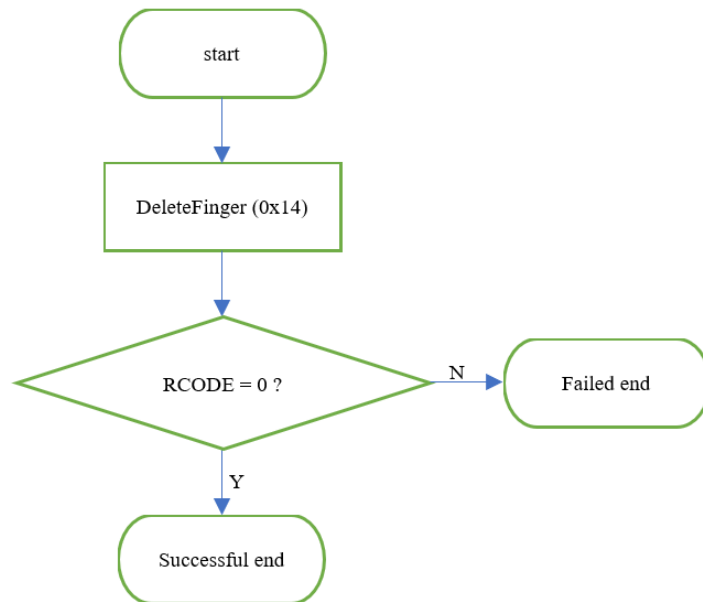 start
DeleteFinger (0x14)
RCODE = 0 ?
N
Failed end
Y
Successful end